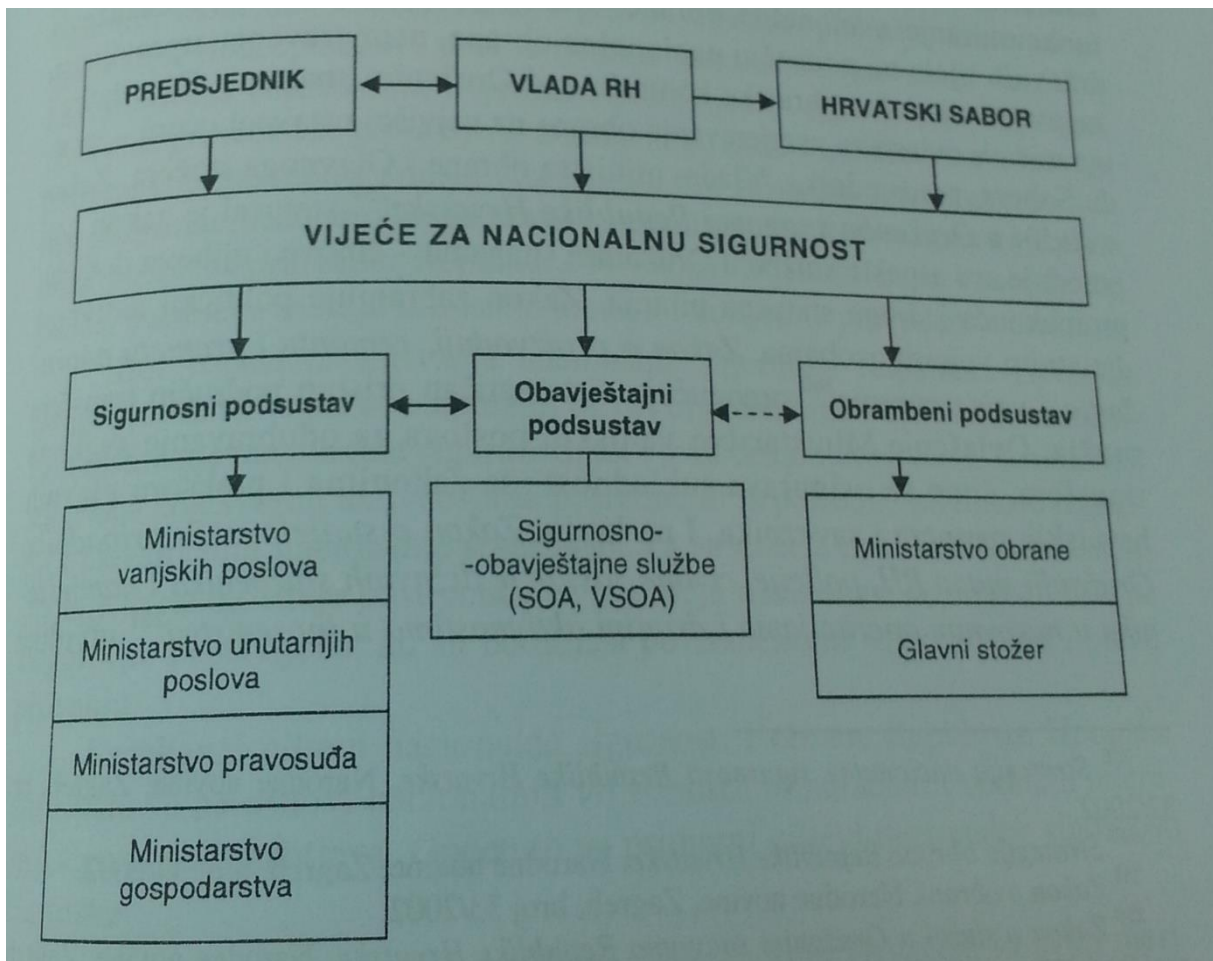 PREDSJEDNIK
VLADA RH
HRVATSKI SABOR
VIJEĆE ZA NACIONALNU SIGURNOST
Sigurnosni podsustav
Obavještajni
podsustav
Obrambeni podsustav
Ministarstvo
vanjskih poslova
Ministarstvo unutarnjih
poslova
Ministarstvo pravosuđa
Ministarstvo
gospodarstva
Sigurnosno-
-obavještajne službe
(SOA, VSOA)
Ministarstvo obrane
Glavni stožer